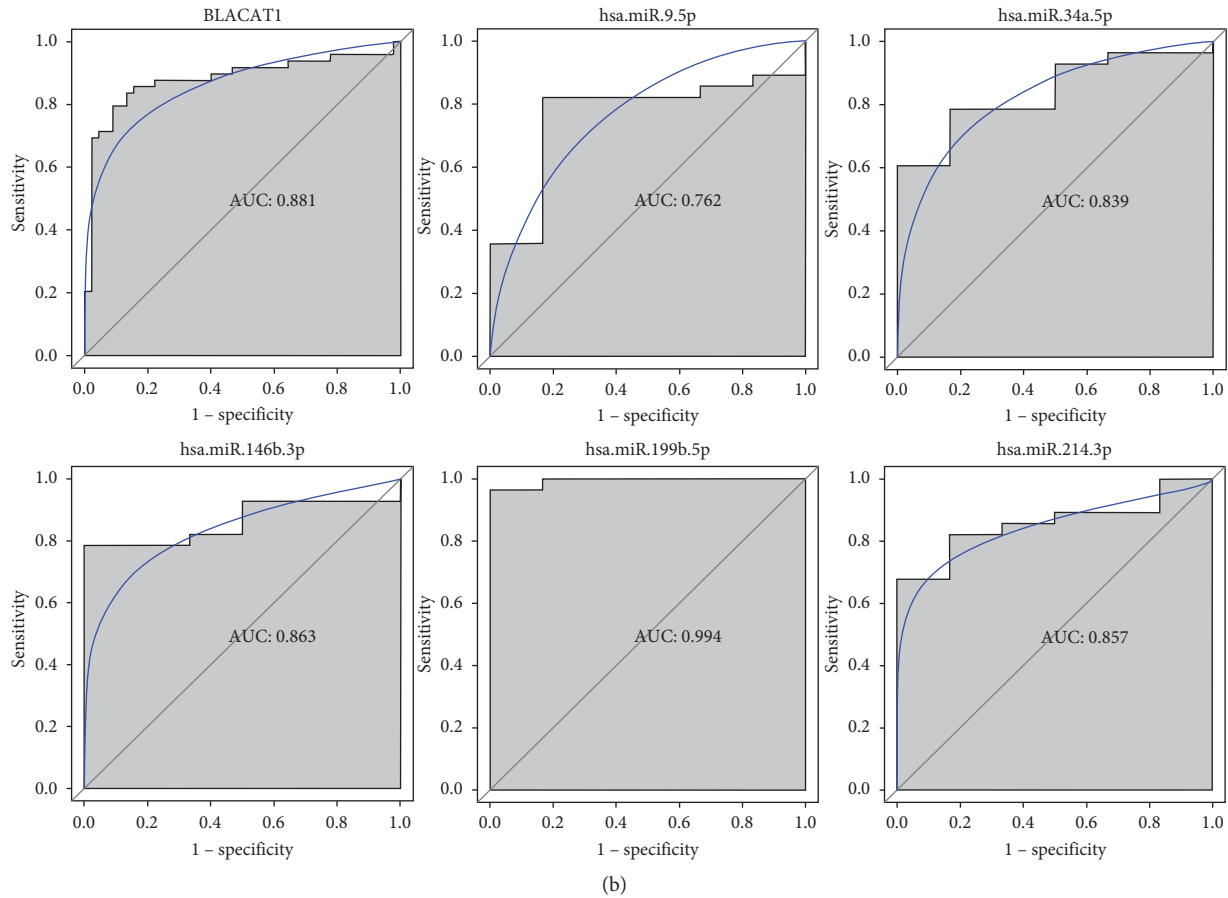 BLACAT1
hsa.miR.9.5p
hsa.miR.34a.5p
1.0
0.8
0.6
0.4
0.2
0.0
Sensitivity
AUC: 0.881
0.0 0.2 0.4 0.6 0.8 1.0
1 – specificity
1.0
0.8
0.6
0.4
0.2
0.0
Sensitivity
AUC: 0.762
0.0 0.2 0.4 0.6 0.8 1.0
1 – specificity
1.0
0.8
0.6
0.4
0.2
0.0
Sensitivity
AUC: 0.839
0.0 0.2 0.4 0.6 0.8 1.0
1 – specificity
hsa.miR.146b.3p
hsa.miR.199b.5p
hsa.miR.214.3p
1.0
0.8
0.6
0.4
0.2
0.0
Sensitivity
AUC: 0.863
0.0 0.2 0.4 0.6 0.8 1.0
1 – specificity
1.0
0.8
0.6
0.4
0.2
0.0
Sensitivity
AUC: 0.994
0.0 0.2 0.4 0.6 0.8 1.0
1 – specificity
1.0
0.8
0.6
0.4
0.2
0.0
Sensitivity
AUC: 0.857
0.0 0.2 0.4 0.6 0.8 1.0
1 – specificity
(b)